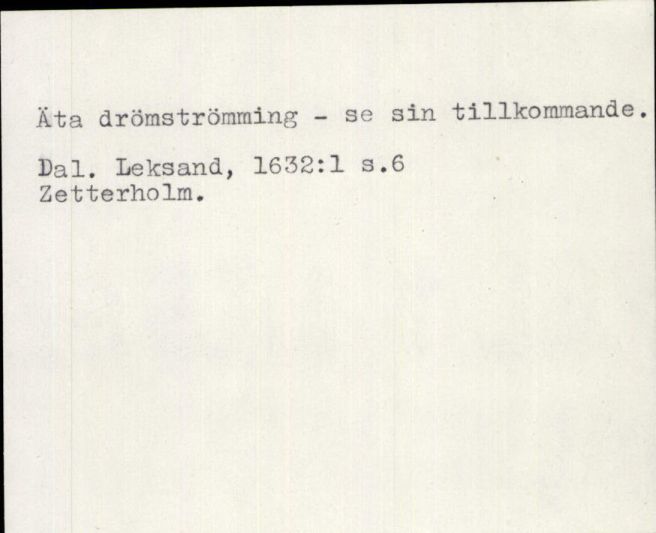 Äta drömströmming - se sin tillkommande.
Dal. Leksand, 1632:1 s.6
Zetterholm.